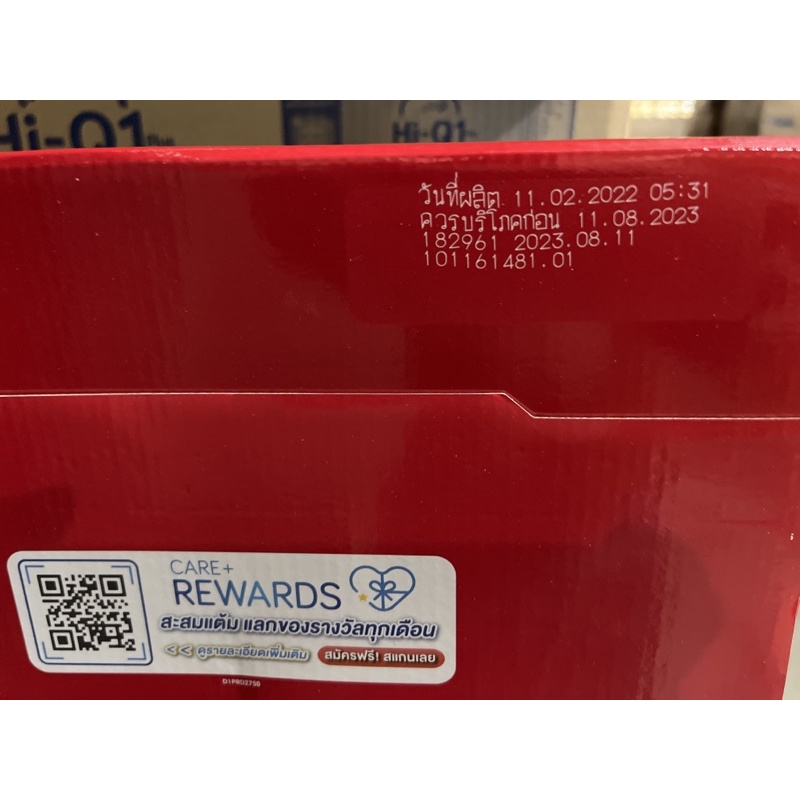 Hi-Q1
Hi-Q1
วันที่ผลิต 11.02.2022 05:31
ควรบริโภคก่อน 11.08.2023
182961 2023.08.11
101161481.01
CARE+
REWARDS
สะสมแต้ม แลกของรางวัลทุกเดือน
<< ดูรายละเอียดเพิ่มเติม สมัครฟรี! สแกนเลย